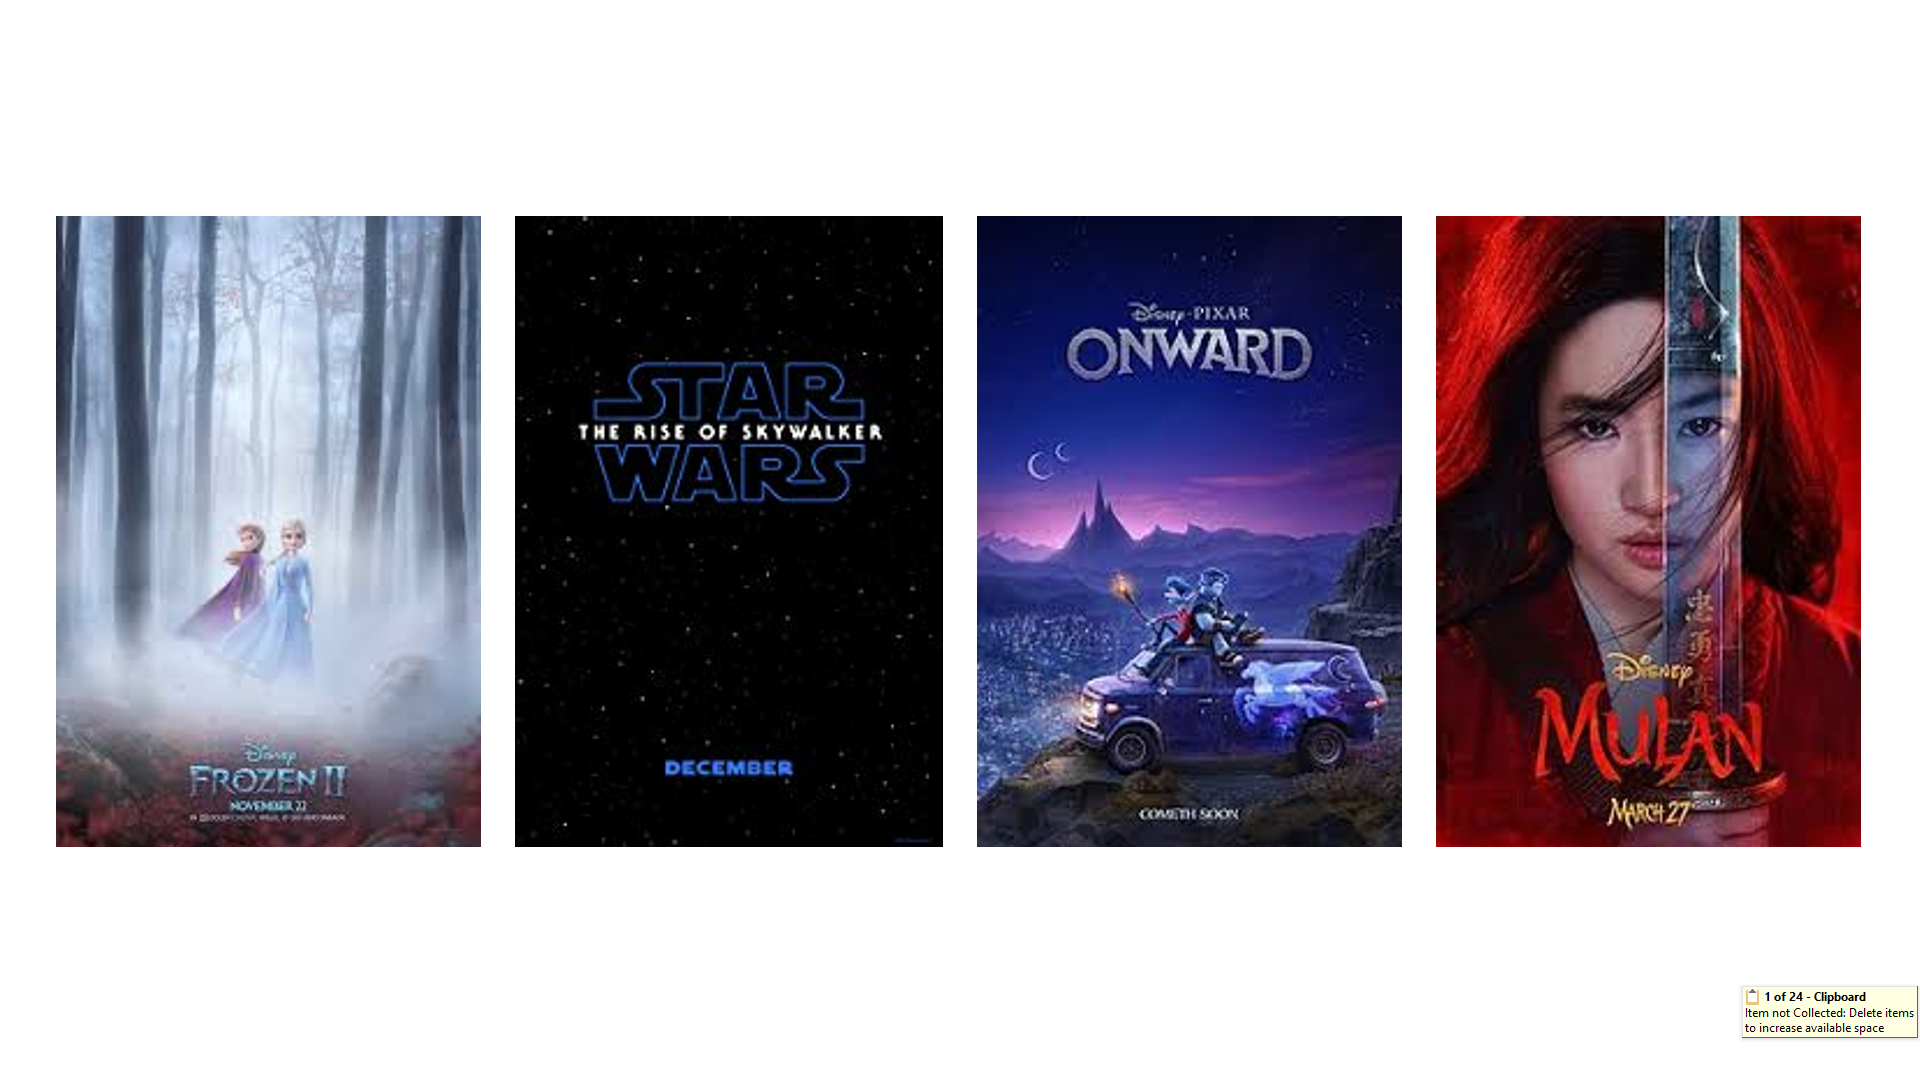 Disney
FROZEN II
NOVEMBER 22
STAR
THE RISE OF SKYWALKER
WARS
DECEMBER
Disney·PIXAR
ONWARD
COMETH SOON
Disney
MULAN
MARCH 27
1 of 24 - Clipboard
Item not Collected: Delete items
to increase available space